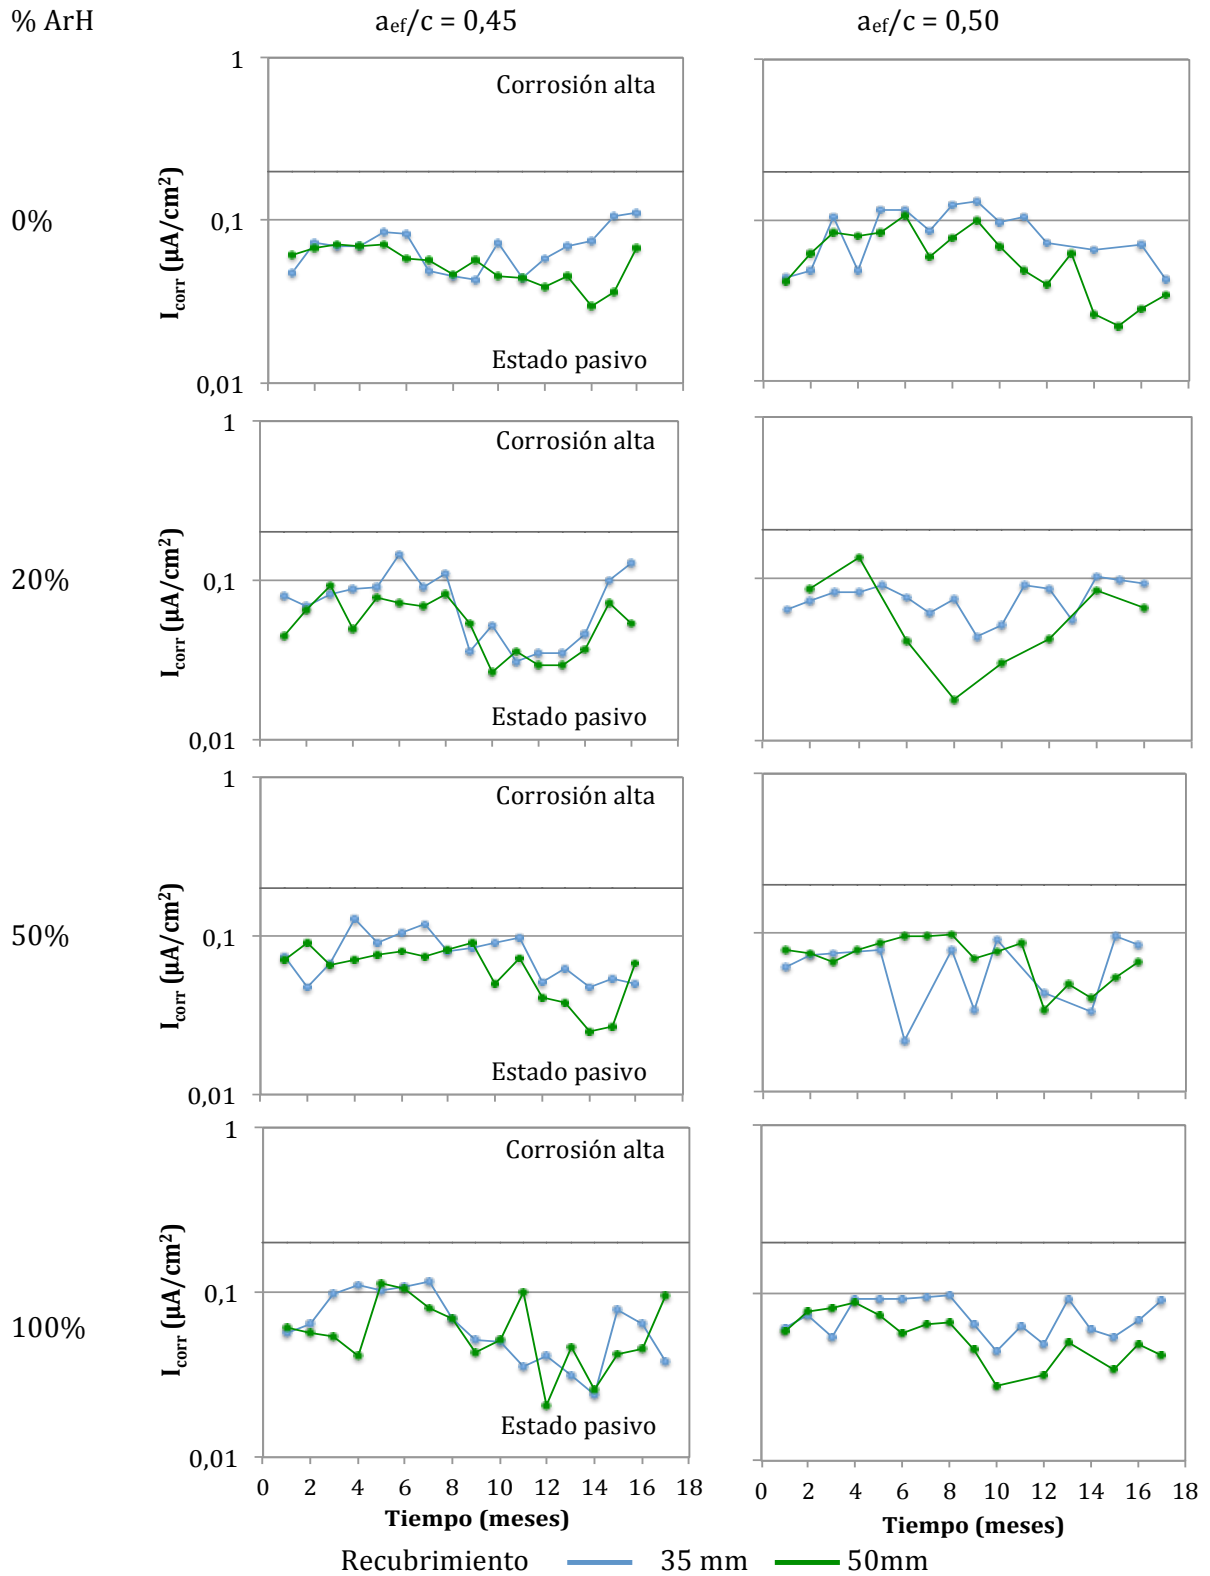 % ArH
aef/c = 0,45
aef/c = 0,50
1
Corrosión alta
0%
Icorr (μA/cm²)
0,1
Estado pasivo
0,01
1
Corrosión alta
20%
Icorr (μA/cm²)
0,1
Estado pasivo
0,01
1
Corrosión alta
50%
Icorr (μA/cm²)
0,1
Estado pasivo
0,01
1
Corrosión alta
100%
Icorr (μA/cm²)
0,1
Estado pasivo
0,01
0 2 4 6 8 10 12 14 16 18
0 2 4 6 8 10 12 14 16 18
Tiempo (meses)
Tiempo (meses)
Recubrimiento 35 mm 50mm